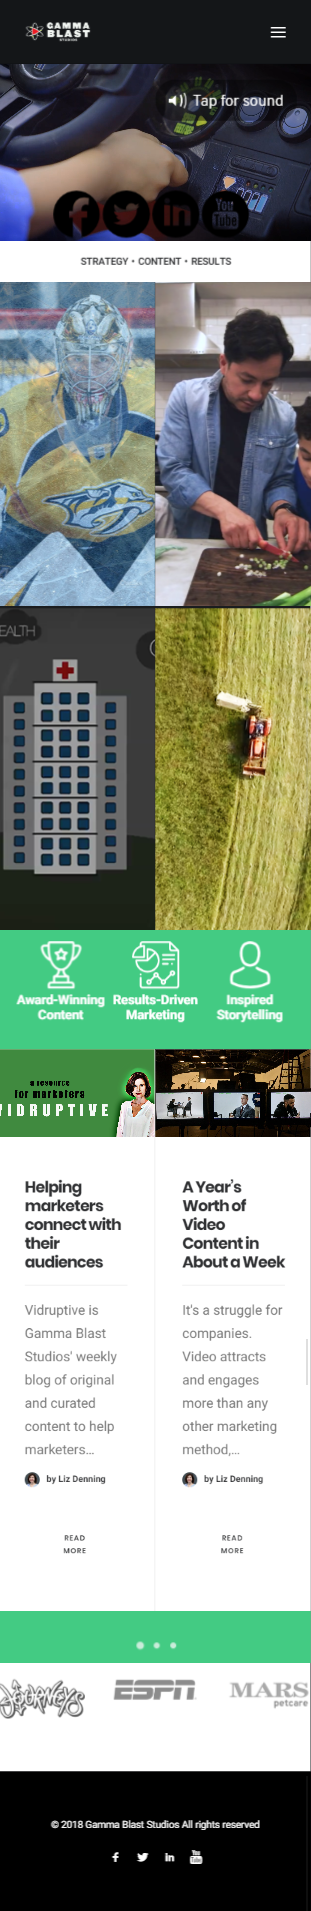 GAMMA
BLAST
STUDIOS
Tap for sound
You
Tube
STRATEGY • CONTENT • RESULTS
EALTH
Award-Winning
Content
Results-Driven
Marketing
Inspired
Storytelling
a resource
for marketers
VIDRUPTIVE
Helping
marketers
connect with
their
audiences
Vidruptive is
Gamma Blast
Studios' weekly
blog of original
and curated
content to help
marketers...
by Liz Denning
READ
MORE
A Year's
Worth of
Video
Content in
About a Week
It's a struggle for
companies.
Video attracts
and engages
more than any
other marketing
method,...
by Liz Denning
READ
MORE
JOURNEYS
ESPN
MARS
petcare
© 2018 Gamma Blast Studios All rights reserved
You
Tube